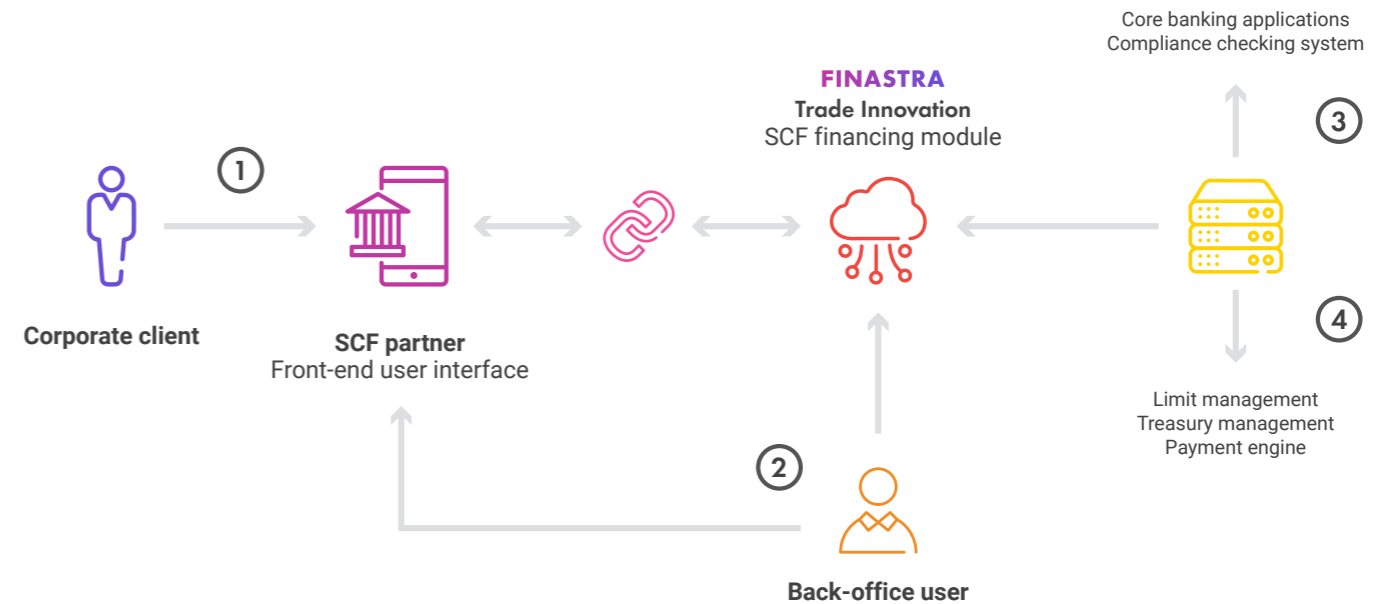 Core banking applications
Compliance checking system
FINASTRA
Trade Innovation
SCF financing module
3
1
Corporate client
SCF partner
Front-end user interface
4
Limit management
Treasury management
Payment engine
2
Back-office user